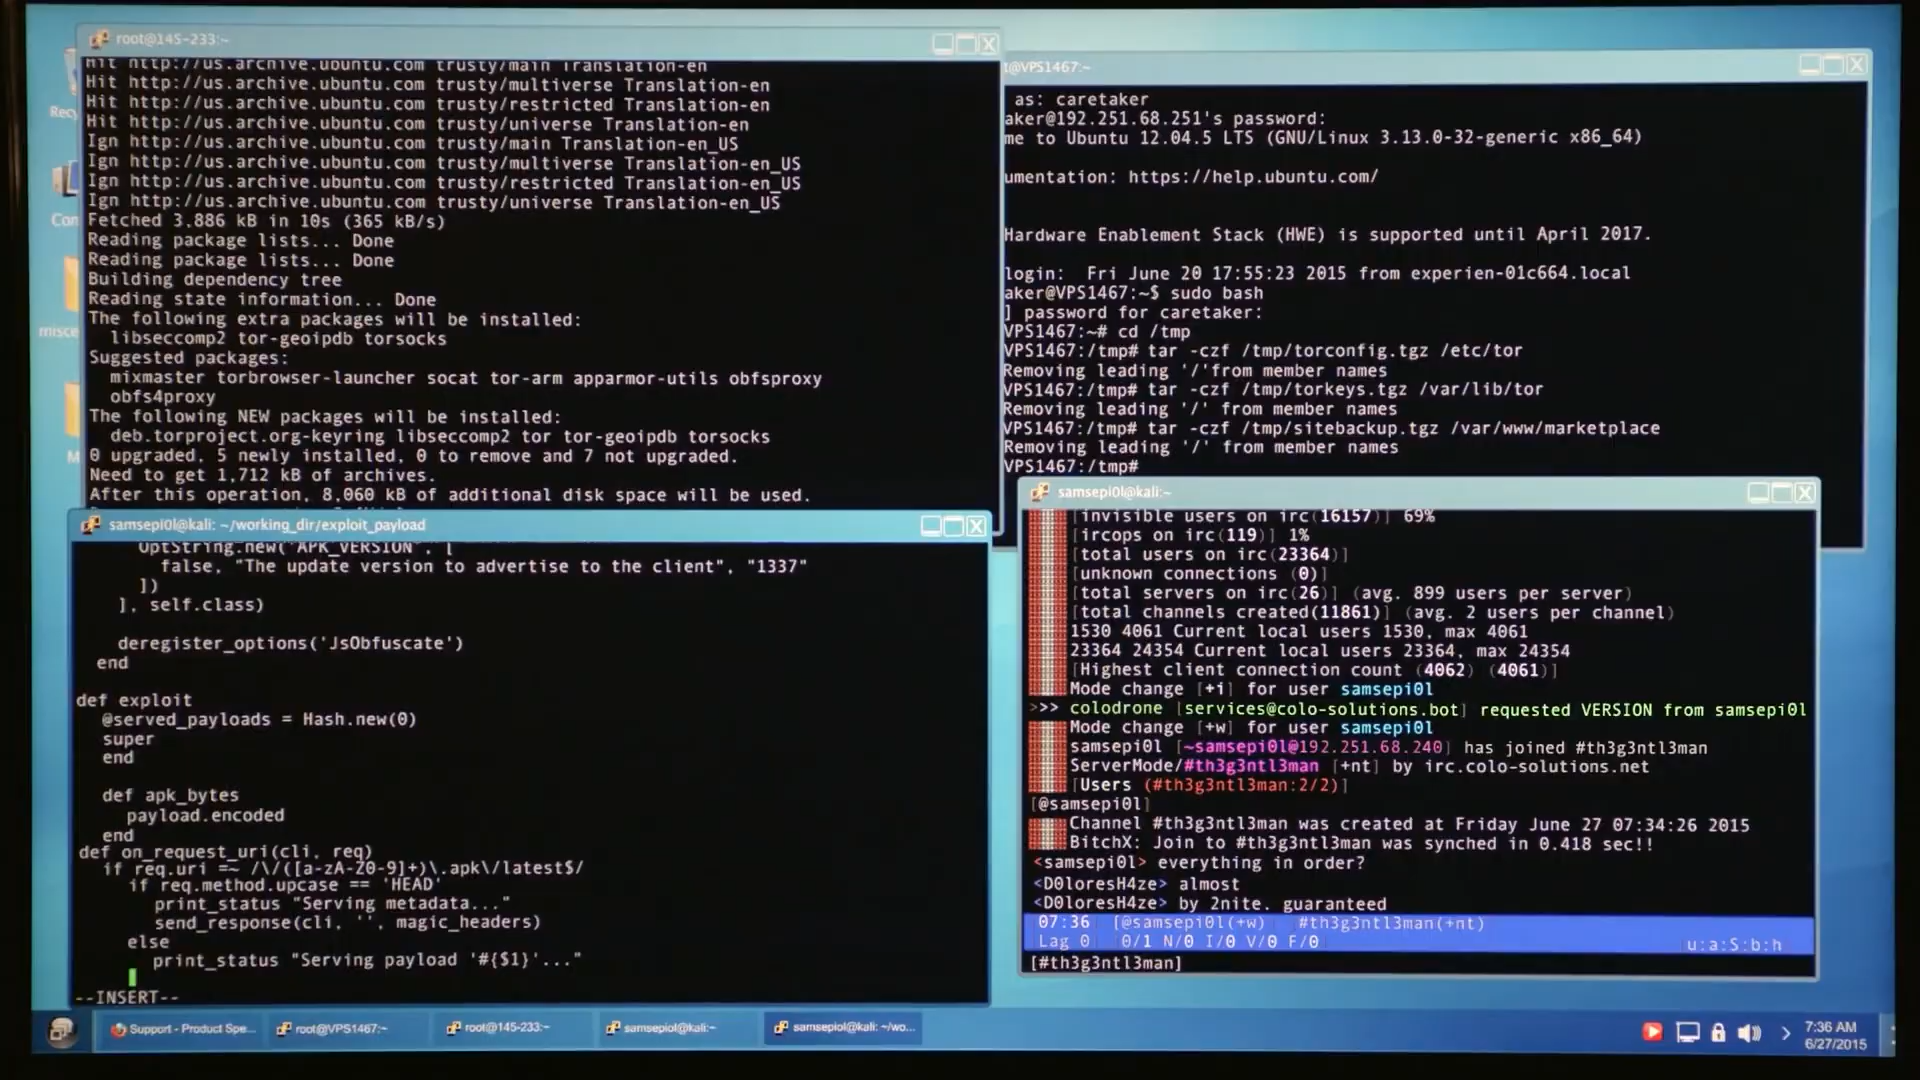 root@145-233:~
Hit http://us.archive.ubuntu.com trusty/main Translation-en
Hit http://us.archive.ubuntu.com trusty/multiverse Translation-en
Hit http://us.archive.ubuntu.com trusty/restricted Translation-en
Hit http://us.archive.ubuntu.com trusty/universe Translation-en
Ign http://us.archive.ubuntu.com trusty/main Translation-en_US
Ign http://us.archive.ubuntu.com trusty/multiverse Translation-en_US
Ign http://us.archive.ubuntu.com trusty/restricted Translation-en_US
Ign http://us.archive.ubuntu.com trusty/universe Translation-en_US
Fetched 3,886 kB in 10s (365 kB/s)
Reading package lists... Done
Reading package lists... Done
Building dependency tree
Reading state information... Done
The following extra packages will be installed:
libseccomp2 tor-geoipdb torsocks
Suggested packages:
mixmaster torbrowser-launcher socat tor-arm apparmor-utils obfsproxy
obfs4proxy
The following NEW packages will be installed:
deb.torproject.org-keyring libseccomp2 tor tor-geoipdb torsocks
0 upgraded, 5 newly installed, 0 to remove and 7 not upgraded.
Need to get 1,712 kB of archives.
After this operation, 8,060 kB of additional disk space will be used.
t@VPS1467:~
as: caretaker
aker@192.251.68.251's password:
me to Ubuntu 12.04.5 LTS (GNU/Linux 3.13.0-32-generic x86_64)
umentation: https://help.ubuntu.com/
Hardware Enablement Stack (HWE) is supported until April 2017.
login: Fri June 20 17:55:23 2015 from experien-01c664.local
aker@VPS1467:~$ sudo bash
] password for caretaker:
VPS1467:~# cd /tmp
VPS1467:/tmp# tar -czf /tmp/torconfig.tgz /etc/tor
Removing leading '/'from member names
VPS1467:/tmp# tar -czf /tmp/torkeys.tgz /var/lib/tor
Removing leading '/' from member names
VPS1467:/tmp# tar -czf /tmp/sitebackup.tgz /var/www/marketplace
Removing leading '/' from member names
VPS1467:/tmp#
samsepi0l@kali: ~/working_dir/exploit_payload
OptString.new('APK_VERSION', [
false, "The update version to advertise to the client", "1337"
])
], self.class)
deregister_options('JsObfuscate')
end
def exploit
@served_payloads = Hash.new(0)
super
end
def apk_bytes
payload.encoded
end
def on_request_uri(cli, req)
if req.uri =~ /\/([a-zA-Z0-9]+)\.apk\/latest$/
if req.method.upcase == 'HEAD'
print_status "Serving metadata..."
send_response(cli, '', magic_headers)
else
print_status "Serving payload '#{$1}'..."
--INSERT--
samsepi0l@kali:~
[invisible users on irc(16157)] 69%
[ircops on irc(119)] 1%
[total users on irc(23364)]
[unknown connections (0)]
[total servers on irc(26)] (avg. 899 users per server)
[total channels created(11861)] (avg. 2 users per channel)
1530 4061 Current local users 1530, max 4061
23364 24354 Current local users 23364, max 24354
[Highest client connection count (4062) (4061)]
Mode change [+i] for user samsepi0l
>>> colodrone [services@colo-solutions.bot] requested VERSION from samsepi0l
Mode change [+w] for user samsepi0l
samsepi0l [~samsepi0l@192.251.68.240] has joined #th3g3ntl3man
ServerMode/#th3g3ntl3man [+nt] by irc.colo-solutions.net
[Users (#th3g3ntl3man:2/2)]
[@samsepi0l]
Channel #th3g3ntl3man was created at Friday June 27 07:34:26 2015
BitchX: Join to #th3g3ntl3man was synched in 0.418 sec!!
<samsepi0l> everything in order?
<D0loresH4ze> almost
<D0loresH4ze> by 2nite. guaranteed
07:36 [@samsepi0l(+w) #th3g3ntl3man(+nt)
Lag 0 0/1 N/0 I/0 V/0 F/0 u:a:S:b:h
[#th3g3ntl3man]
Recy
Con
misce
M
Support - Product Spe...
root@VPS1467:~
root@145-233:~
samsepi0l@kali:~
samsepi0l@kali: ~/wo...
7:36 AM
6/27/2015